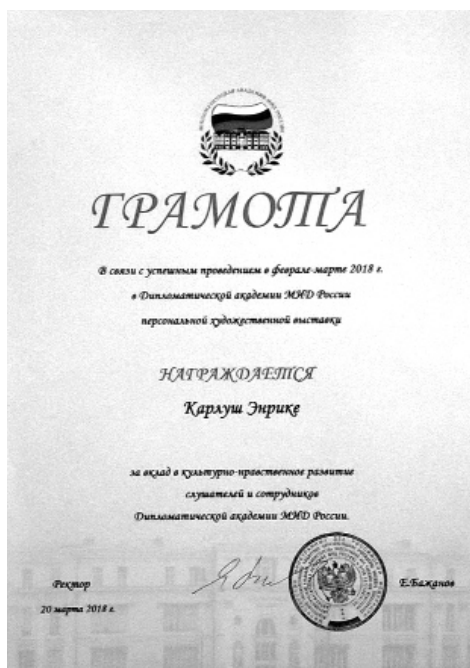 ГРАМОТА
В связи с успешным проведением в феврале-марте 2018 г.
в Дипломатической академии МИД России
персональной художественной выставки
НАГРАЖДАЕТСЯ
Карлуш Энрике
за вклад в культурно-нравственное развитие
слушателей и сотрудников
Дипломатической академии МИД России.
Ректор
Е.Бажанов
20 марта 2018 г.